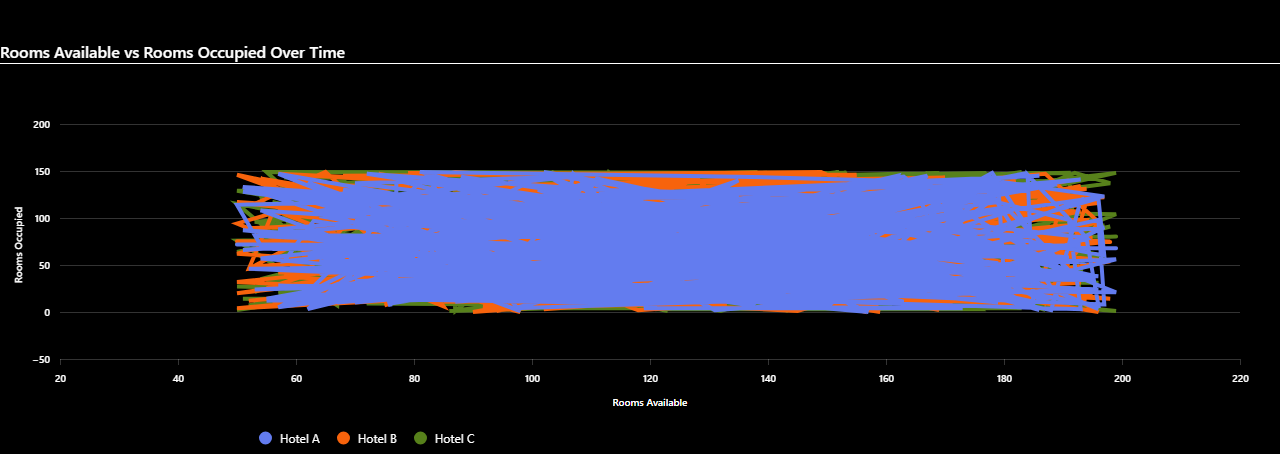 Rooms Available vs Rooms Occupied Over Time
200
150
100
50
0
−50
Rooms Occupied
20 40 60 80 100 120 140 160 180 200 220
Rooms Available
Hotel A Hotel B Hotel C